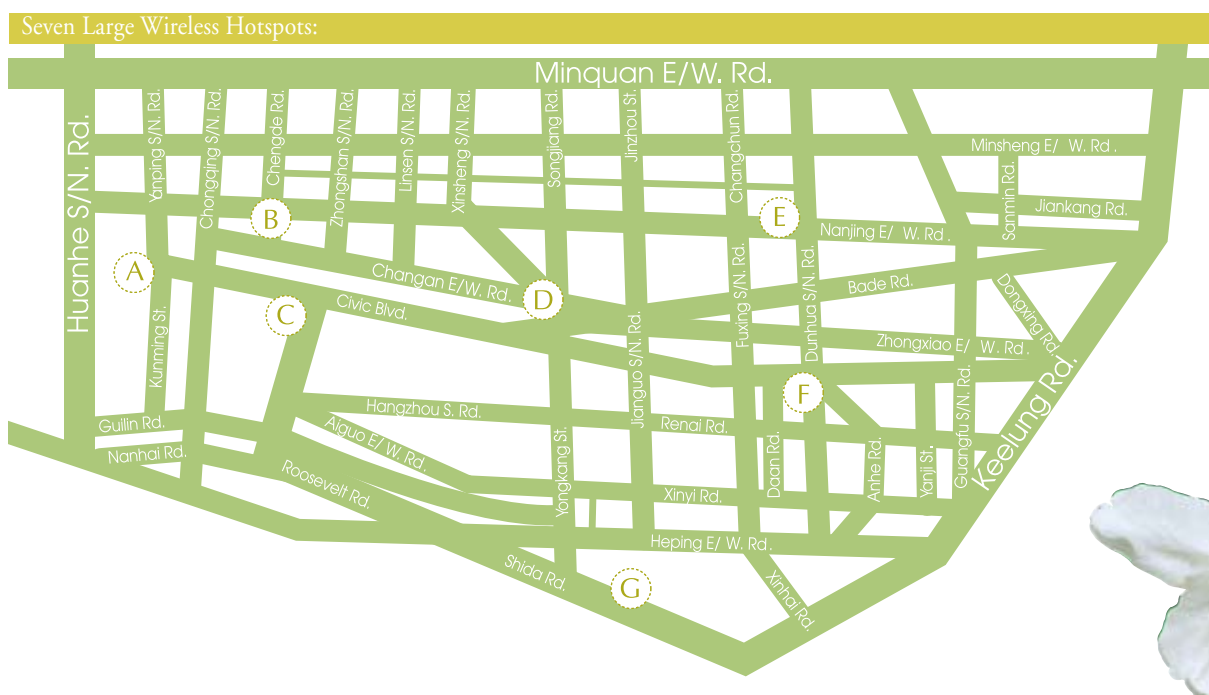 Seven Large Wireless Hotspots:
Minquan E/W. Rd.
Huanhe S/N. Rd.
Yanping S/N. Rd.
Chongqing S/N. Rd.
Chengde Rd.
Zhongshan S/N. Rd.
Linsen S/N. Rd.
Xinsheng S/N. Rd.
Songjiang Rd.
Jinzhou St.
Changchun Rd.
Minsheng E/ W. Rd .
Sanmin Rd.
Jiankang Rd.
B
E
Nanjing E/ W. Rd .
A
Changan E/W. Rd.
D
Civic Blvd.
C
Bade Rd.
Dongxing Rd.
Kunming St.
Fuxing S/N. Rd.
Dunhua S/N. Rd.
Zhongxiao E/ W. Rd .
Jianguo S/N. Rd.
F
Guangfu S/N. Rd.
Keelung Rd.
Hangzhou S. Rd.
Renai Rd.
Guilin Rd.
Nanhai Rd.
Aiguo E/ W. Rd.
Roosevelt Rd.
Yongkang St.
Xinyi Rd.
Daan Rd.
Anhe Rd.
Yanji St.
Heping E/ W. Rd .
Shida Rd.
G
Xinhai Rd.